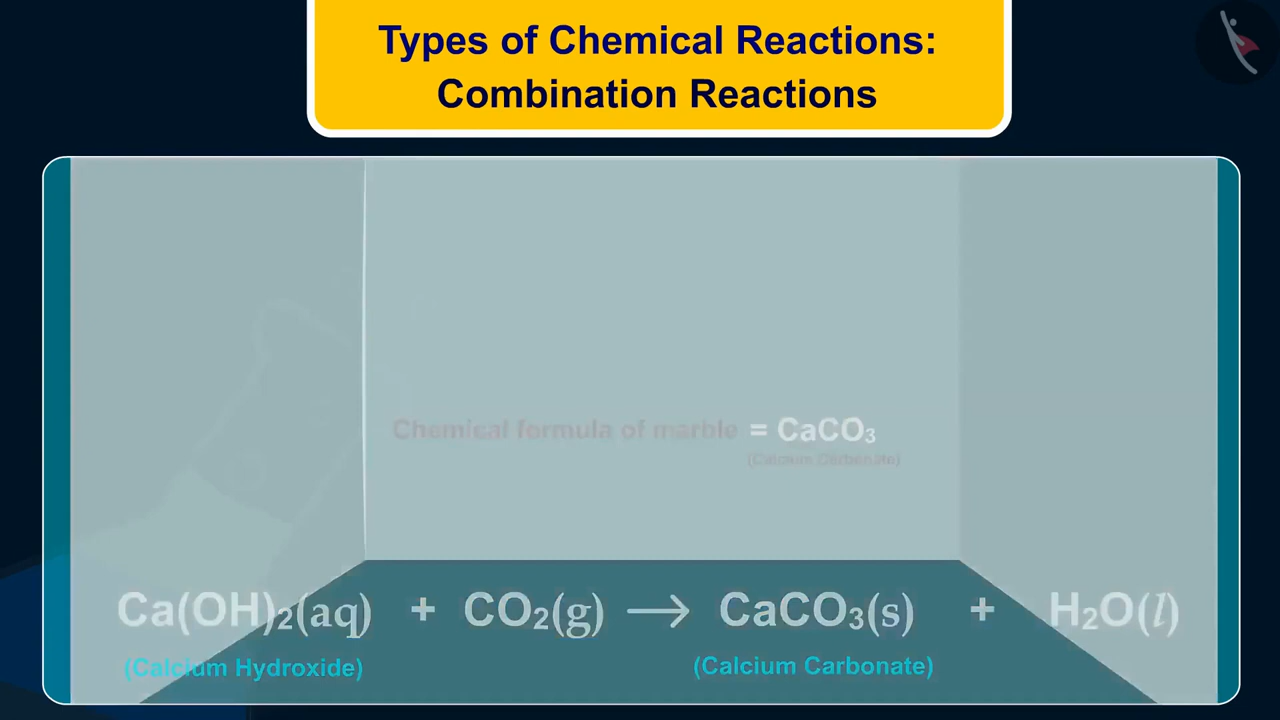 Types of Chemical Reactions:
Combination Reactions
Chemical formula of marble = CaCO₃
(Calcium Carbonate)
Ca(OH)₂(aq) + CO₂(g) → CaCO₃(s) + H₂O(l)
(Calcium Hydroxide) (Calcium Carbonate)